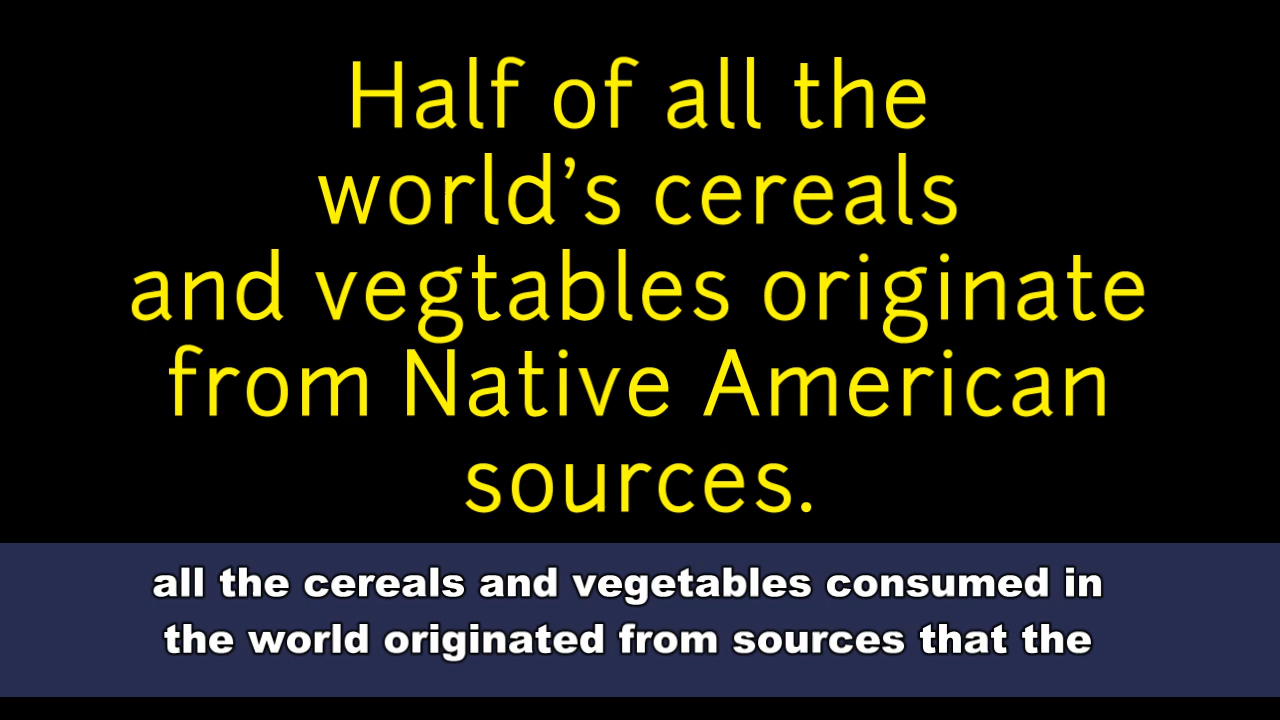 Half of all the
world’s cereals
and vegtables originate
from Native American
sources.
all the cereals and vegetables consumed in
the world originated from sources that the